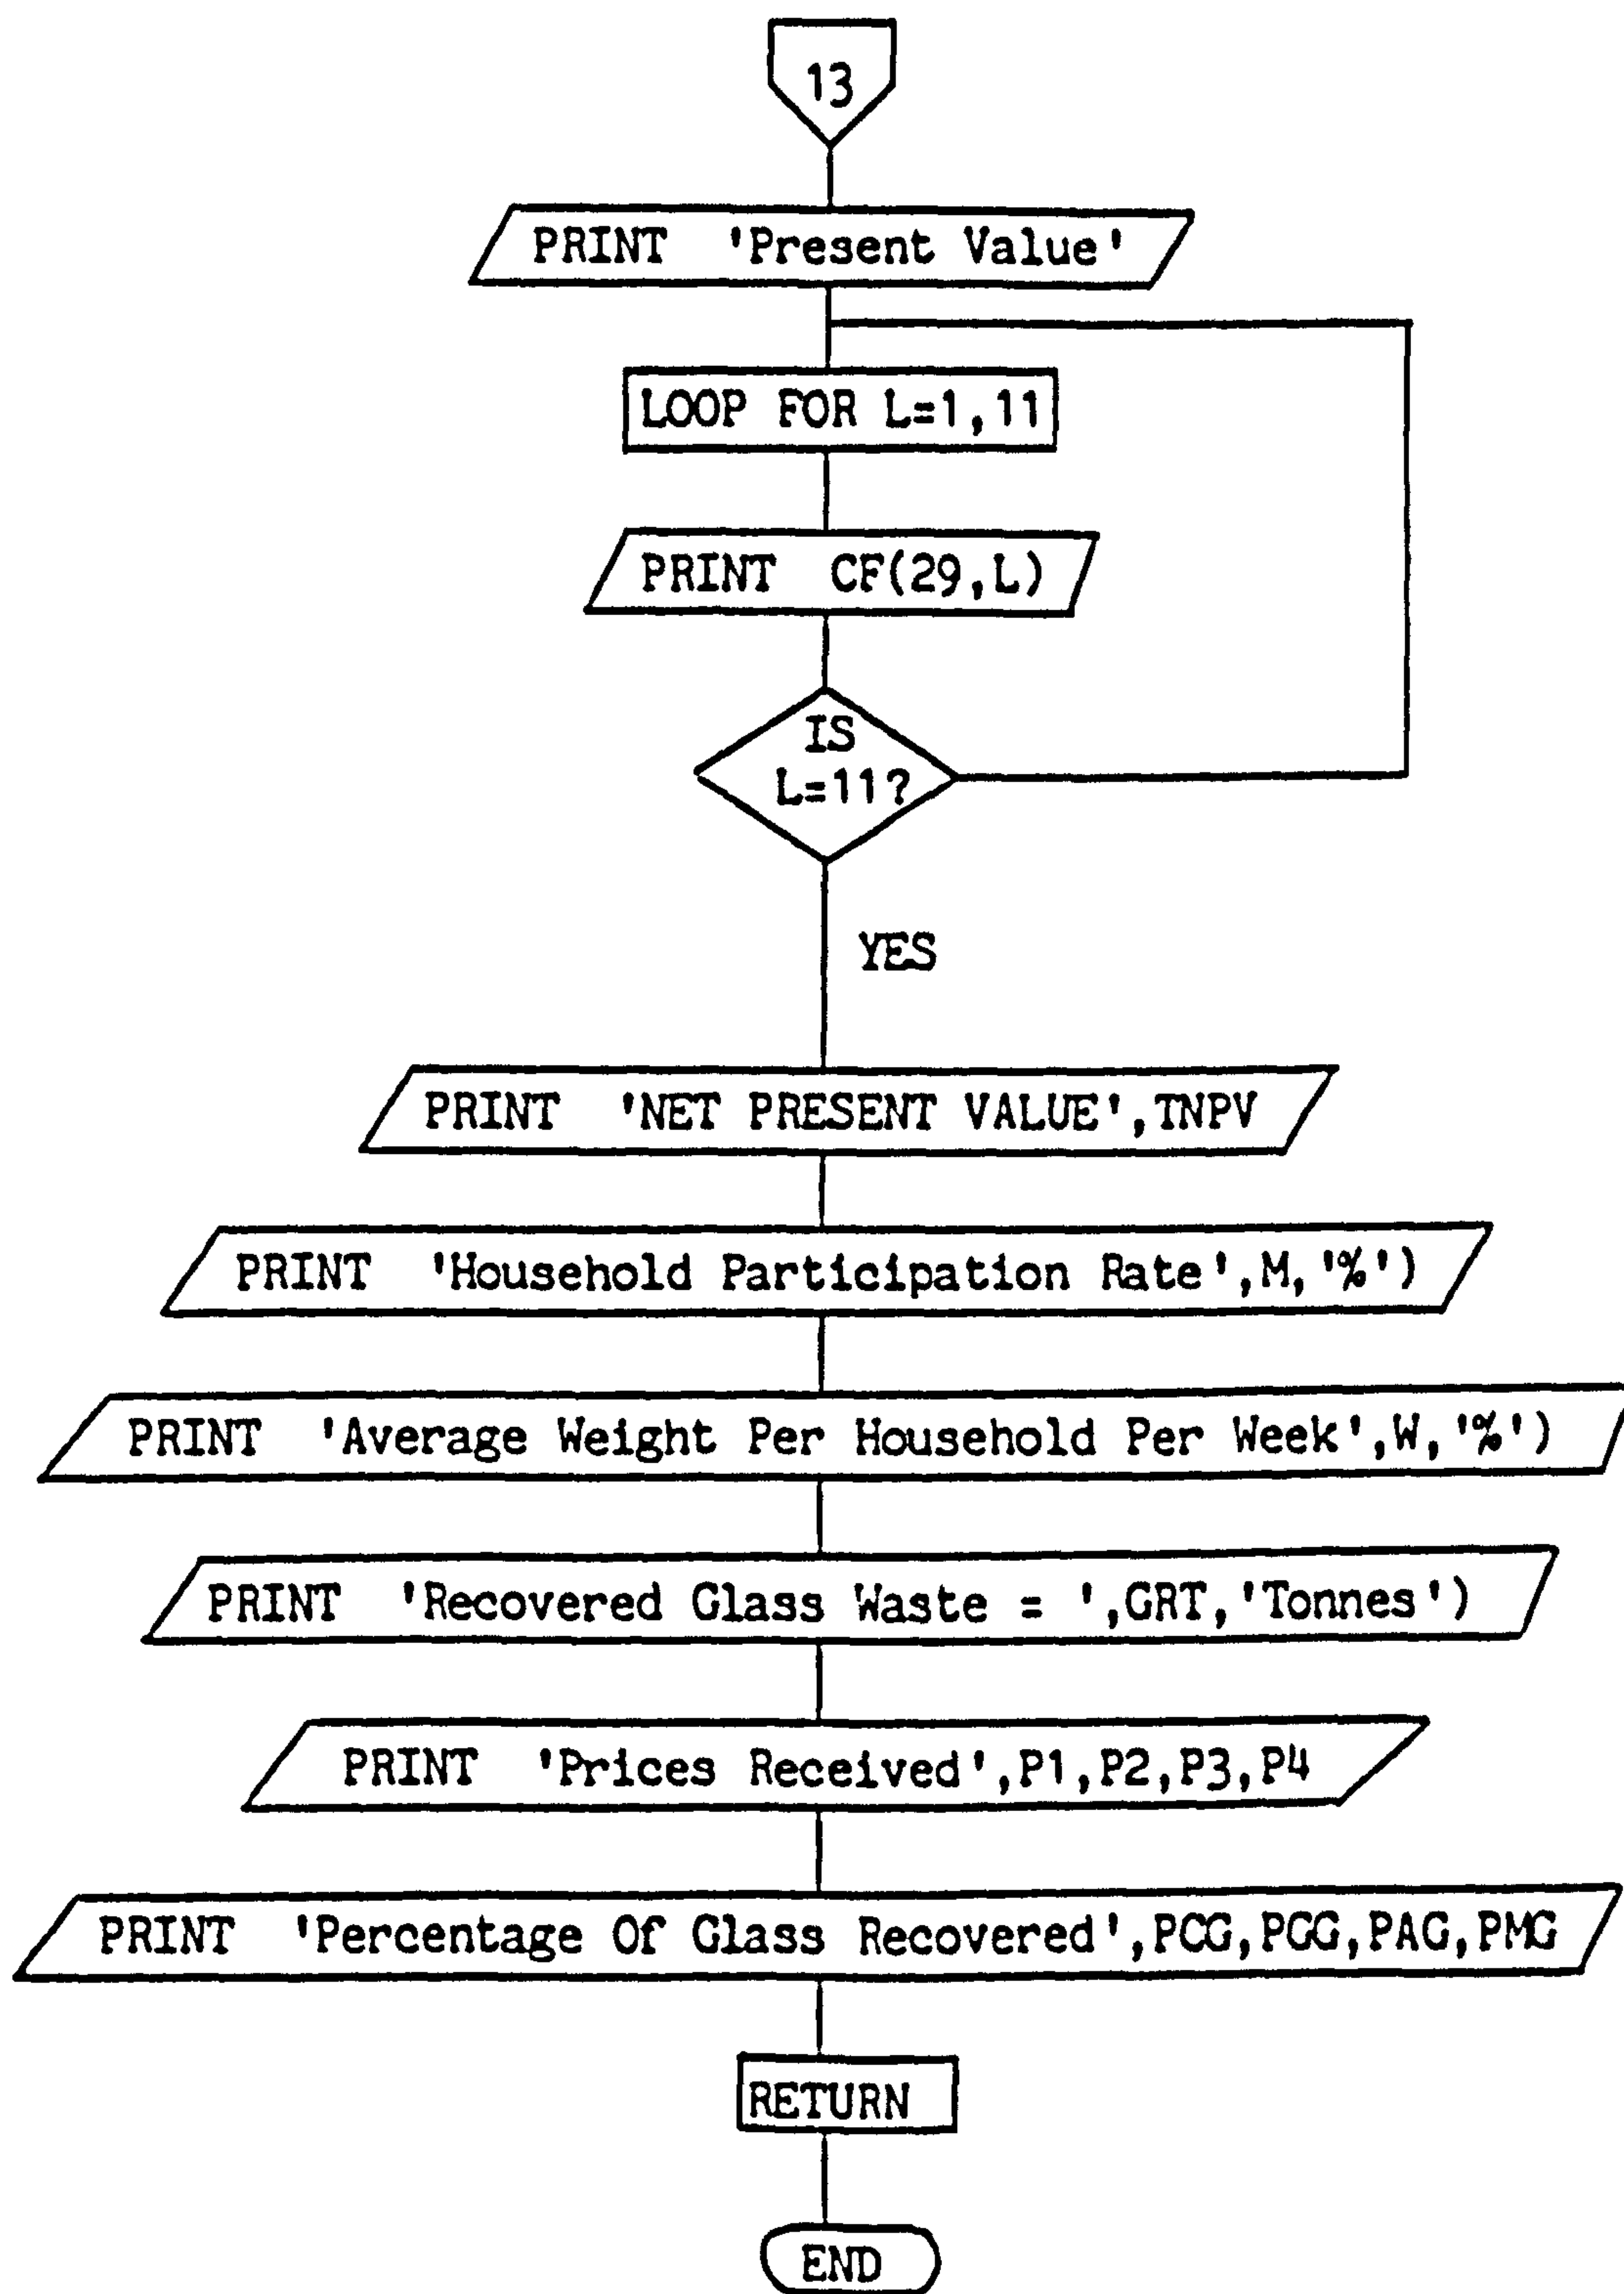 13
PRINT 'Present Value'
LOOP FOR L=1,11
PRINT CF(29,L)
IS
L=11?
YES
PRINT 'NET PRESENT VALUE',TNPV
PRINT 'Household Participation Rate',M,'%')
PRINT 'Average Weight Per Household Per Week',W,'%')
PRINT 'Recovered Glass Waste = ',GRT,'Tonnes')
PRINT 'Prices Received',P1,P2,P3,P4
PRINT 'Percentage Of Glass Recovered',PCG,PGG,PAG,PMG
RETURN
END